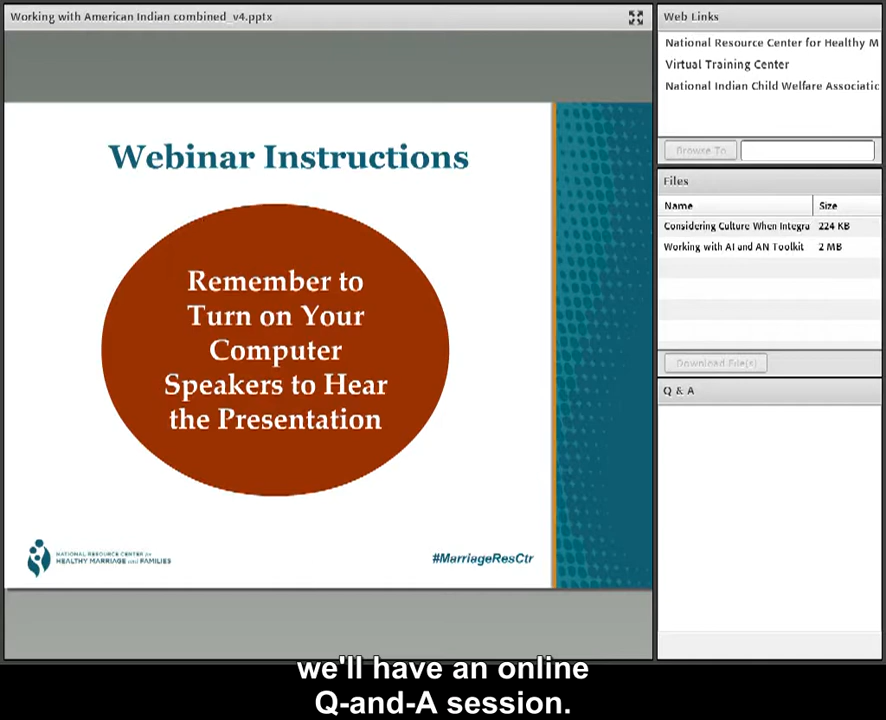 Working with American Indian combined_v4.pptx
Webinar Instructions
Remember to
Turn on Your
Computer
Speakers to Hear
the Presentation
NATIONAL RESOURCE CENTER for
HEALTHY MARRIAGE and FAMILIES
#MarriageResCtr
Web Links
National Resource Center for Healthy M
Virtual Training Center
National Indian Child Welfare Associatic
Browse To
Files
Name Size
Considering Culture When Integra 224 KB
Working with AI and AN Toolkit 2 MB
Download File(s)
Q & A
we'll have an online
Q-and-A session.